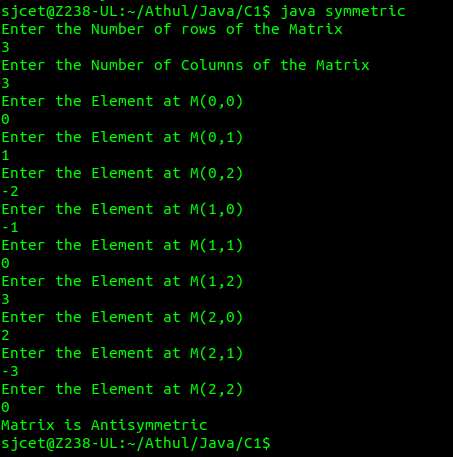 sjcet@Z238-UL:~/Athul/Java/C1$ java symmetric
Enter the Number of rows of the Matrix
3
Enter the Number of Columns of the Matrix
3
Enter the Element at M(0,0)
0
Enter the Element at M(0,1)
1
Enter the Element at M(0,2)
-2
Enter the Element at M(1,0)
-1
Enter the Element at M(1,1)
0
Enter the Element at M(1,2)
3
Enter the Element at M(2,0)
2
Enter the Element at M(2,1)
-3
Enter the Element at M(2,2)
0
Matrix is Antisymmetric
sjcet@Z238-UL:~/Athul/Java/C1$